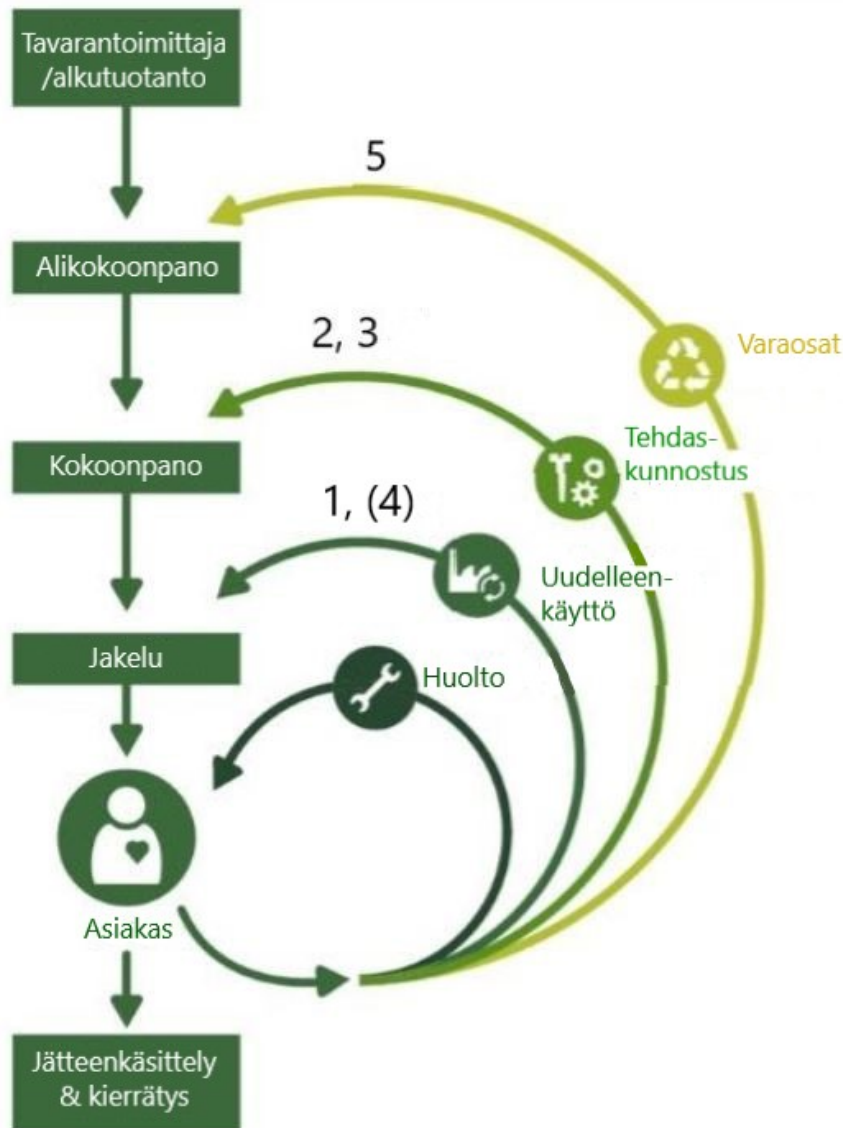 Tavarantoimittaja
/alkutuotanto
5
Alikokoonpano
Varaosat
2, 3
Tehdas-
kunnostus
Kokoonpano
1, (4)
Uudelleen-
käyttö
Jakelu
Huolto
Asiakas
Jätteenkäsittely
& kierrätys